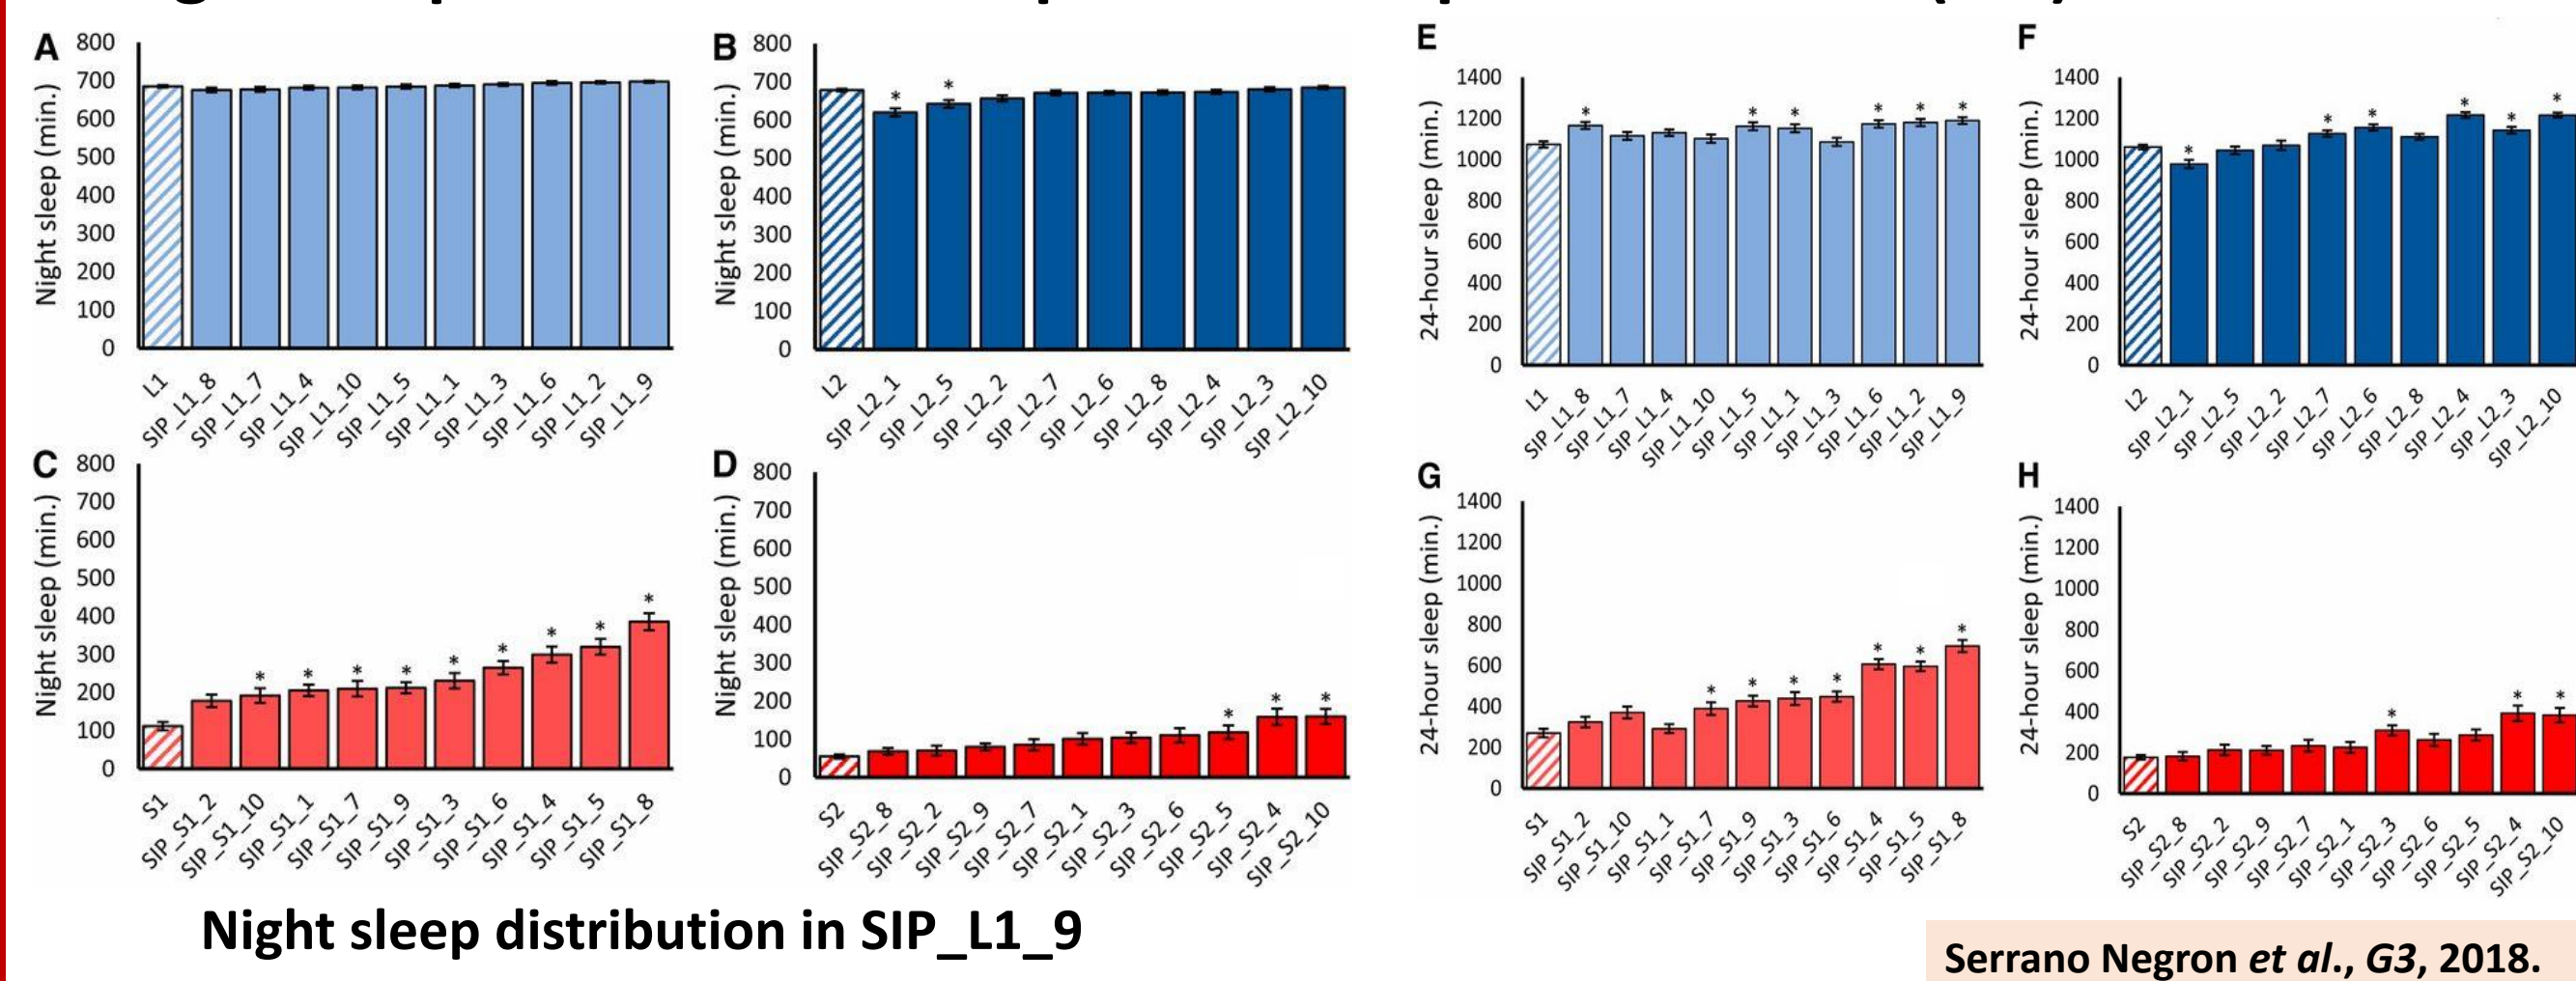 A
Night sleep (min.)
800
700
600
500
400
300
200
100
0
L1
SIP_L1_8
SIP_L1_7
SIP_L1_4
SIP_L1_10
SIP_L1_5
SIP_L1_1
SIP_L1_3
SIP_L1_6
SIP_L1_2
SIP_L1_9
B
Night sleep (min.)
800
700
600
500
400
300
200
100
0
* *
L2
SIP_L2_1
SIP_L2_5
SIP_L2_2
SIP_L2_7
SIP_L2_6
SIP_L2_8
SIP_L2_4
SIP_L2_3
SIP_L2_10
E
24-hour sleep (min.)
1400
1200
1000
800
600
400
200
0
* * * * * *
L1
SIP_L1_8
SIP_L1_7
SIP_L1_4
SIP_L1_10
SIP_L1_5
SIP_L1_1
SIP_L1_3
SIP_L1_6
SIP_L1_2
SIP_L1_9
F
24-hour sleep (min.)
1400
1200
1000
800
600
400
200
0
* * * * * *
L2
SIP_L2_1
SIP_L2_5
SIP_L2_2
SIP_L2_7
SIP_L2_6
SIP_L2_8
SIP_L2_4
SIP_L2_3
SIP_L2_10
C
Night sleep (min.)
800
700
600
500
400
300
200
100
0
* * * * * * * * *
S1
SIP_S1_2
SIP_S1_10
SIP_S1_1
SIP_S1_7
SIP_S1_9
SIP_S1_3
SIP_S1_6
SIP_S1_4
SIP_S1_5
SIP_S1_8
D
Night sleep (min.)
800
700
600
500
400
300
200
100
0
* * *
S2
SIP_S2_8
SIP_S2_2
SIP_S2_9
SIP_S2_7
SIP_S2_1
SIP_S2_3
SIP_S2_6
SIP_S2_5
SIP_S2_4
SIP_S2_10
G
24-hour sleep (min.)
1400
1200
1000
800
600
400
200
0
* * * * * * *
S1
SIP_S1_2
SIP_S1_10
SIP_S1_1
SIP_S1_7
SIP_S1_9
SIP_S1_3
SIP_S1_6
SIP_S1_4
SIP_S1_5
SIP_S1_8
H
24-hour sleep (min.)
1400
1200
1000
800
600
400
200
0
* * *
S2
SIP_S2_8
SIP_S2_2
SIP_S2_9
SIP_S2_7
SIP_S2_1
SIP_S2_3
SIP_S2_6
SIP_S2_5
SIP_S2_4
SIP_S2_10
Night sleep distribution in SIP_L1_9
Serrano Negron et al., G3, 2018.